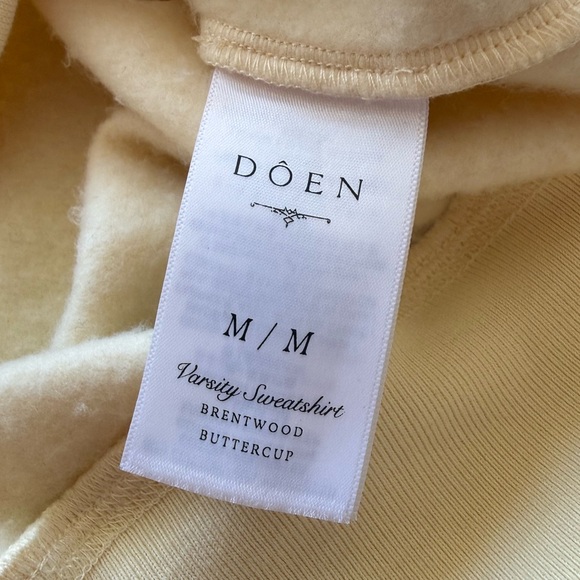 DÔEN
M / M
Varsity Sweatshirt
BRENTWOOD
BUTTERCUP